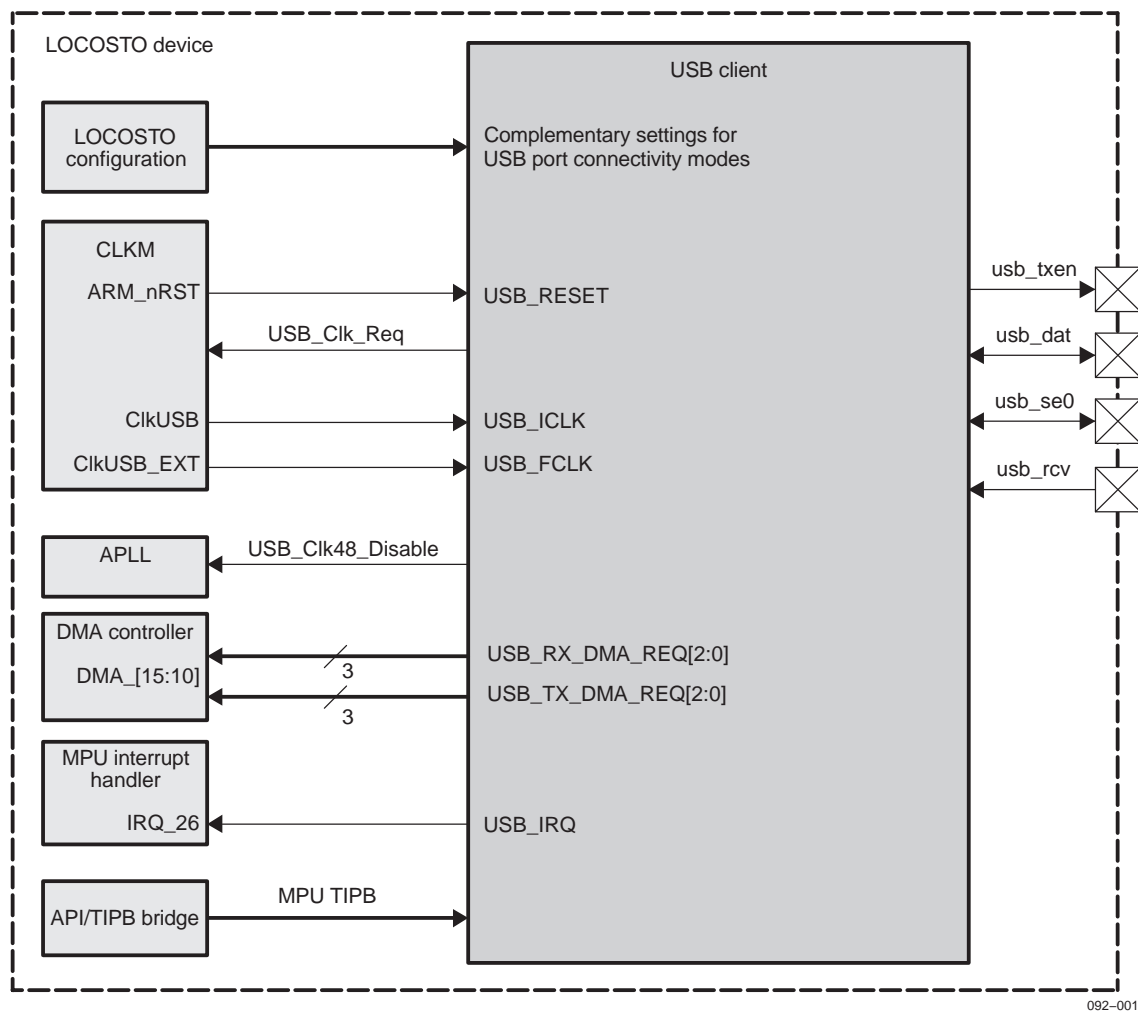 LOCOSTO device
USB client
LOCOSTO
configuration
Complementary settings for
USB port connectivity modes
CLKM
ARM_nRST
USB_RESET
USB_Clk_Req
ClkUSB
USB_ICLK
ClkUSB_EXT
USB_FCLK
usb_txen
usb_dat
usb_se0
usb_rcv
APLL
USB_Clk48_Disable
DMA controller
DMA_[15:10]
3
USB_RX_DMA_REQ[2:0]
3
USB_TX_DMA_REQ[2:0]
MPU interrupt
handler
IRQ_26
USB_IRQ
API/TIPB bridge
MPU TIPB
092–001